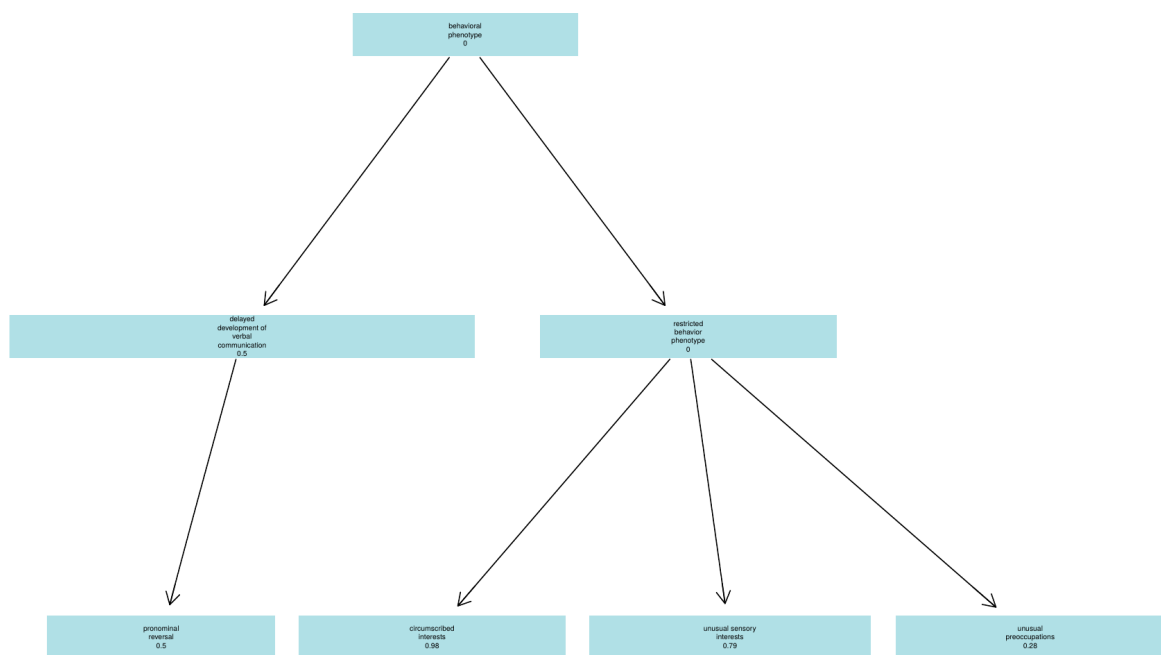 behavioral
phenotype
0
delayed
development of
verbal
communication
0.5
restricted
behavior
phenotype
0
pronominal
reversal
0.5
circumscribed
interests
0.98
unusual sensory
interests
0.79
unusual
preoccupations
0.28